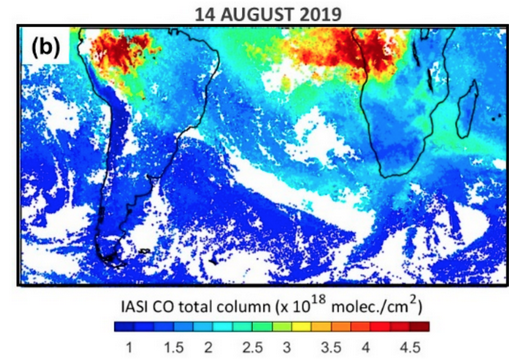 14 AUGUST 2019
(b)
IASI CO total column (x 10¹⁸ molec./cm²)
1 1.5 2 2.5 3 3.5 4 4.5